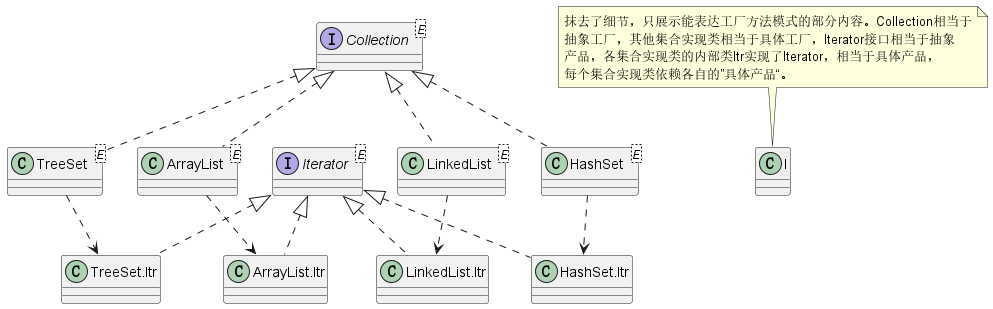 I Collection E
抹去了细节，只展示能表达工厂方法模式的部分内容。Collection相当于
抽象工厂，其他集合实现类相当于具体工厂，Iterator接口相当于抽象
产品，各集合实现类的内部类Itr实现了Iterator，相当于具体产品，
每个集合实现类依赖各自的"具体产品“。
C TreeSet E
C ArrayList E
I Iterator E
C LinkedList E
C HashSet E
C l
C TreeSet.Itr
C ArrayList.Itr
C LinkedList.Itr
C HashSet.Itr